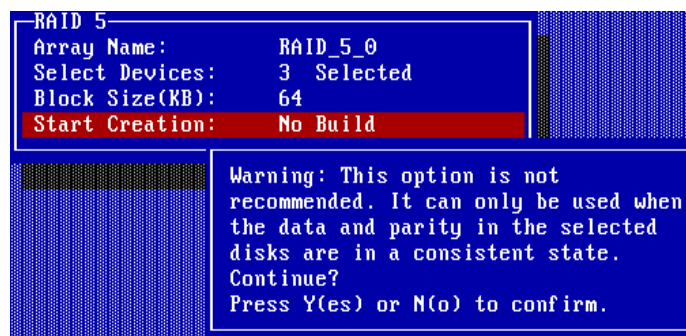 RAID 5
Array Name: RAID_5_0
Select Devices: 3 Selected
Block Size(KB): 64
Start Creation: No Build
Warning: This option is not
recommended. It can only be used when
the data and parity in the selected
disks are in a consistent state.
Continue?
Press Y(es) or N(o) to confirm.